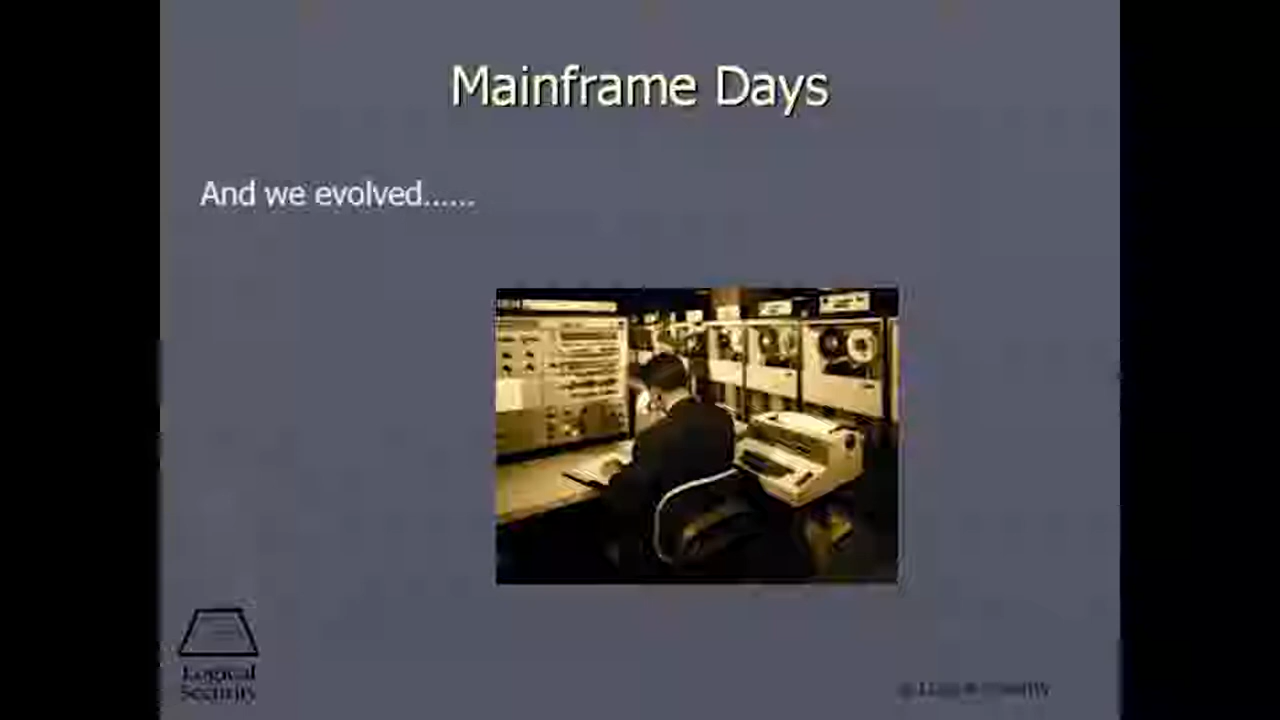 Mainframe Days
And we evolved......
Logical
Security